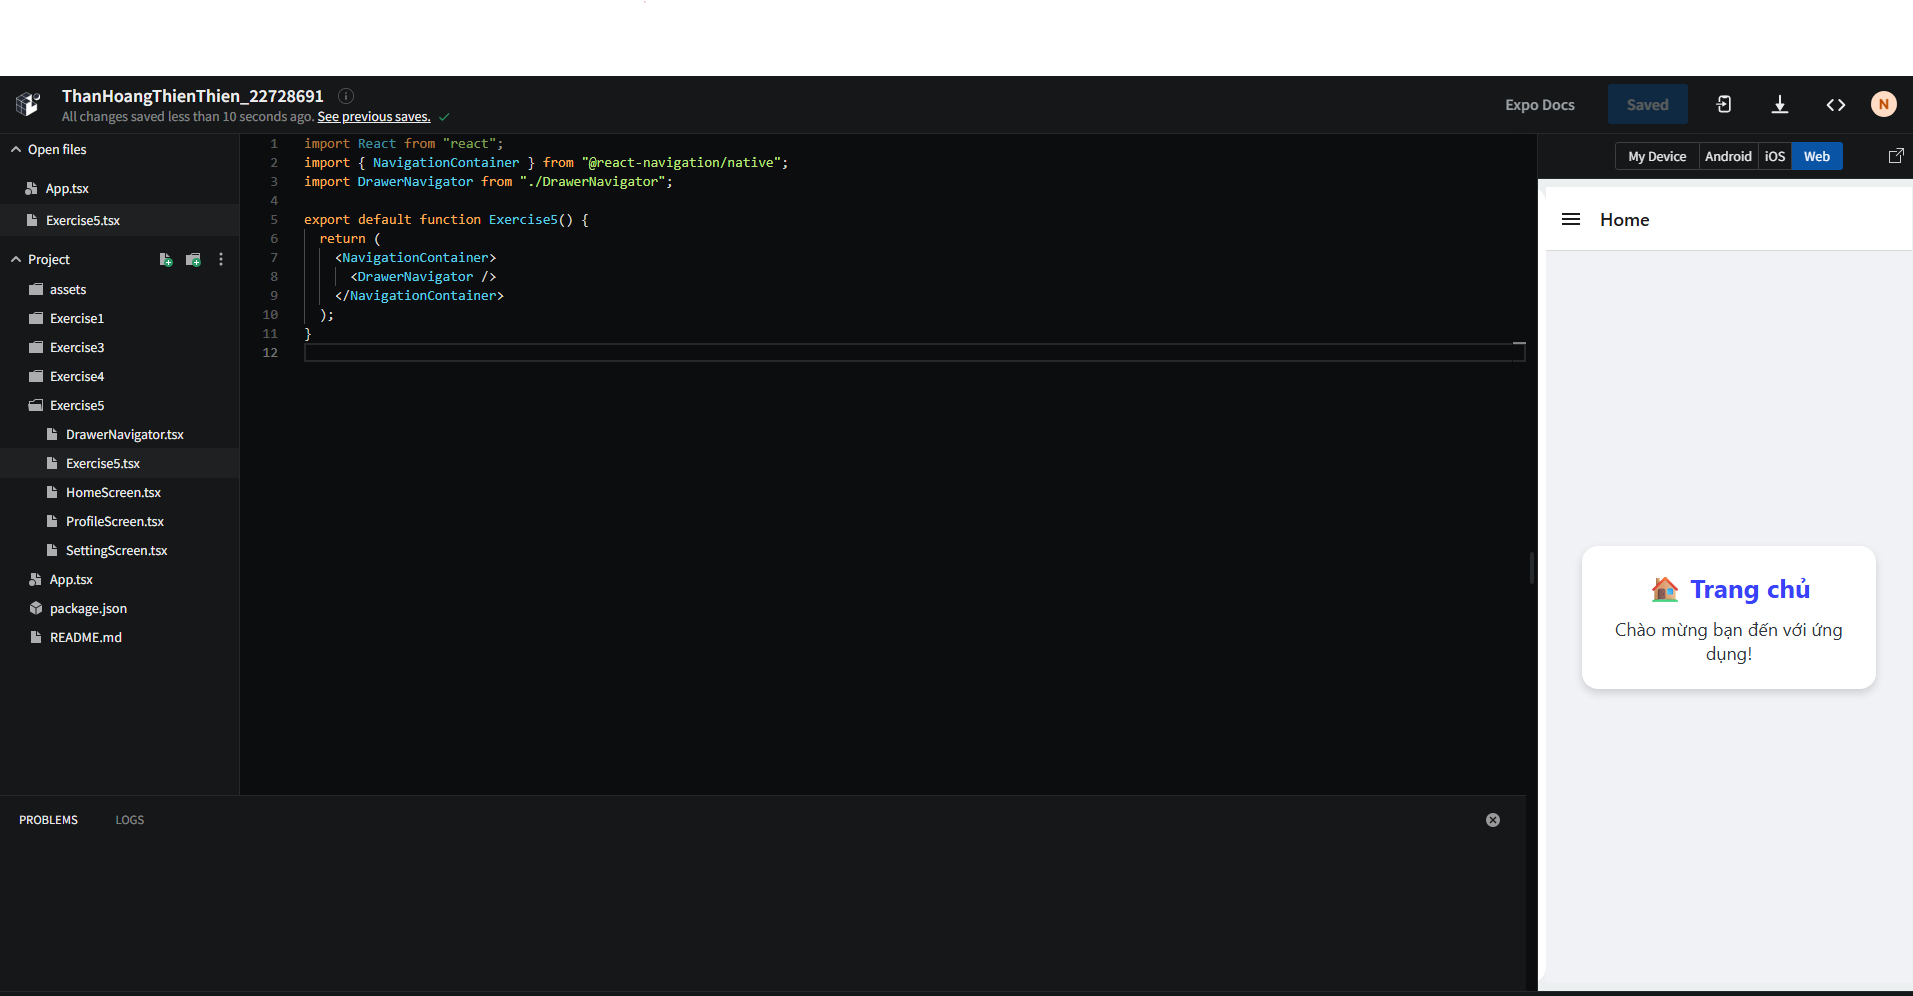 ThanHoangThienThien_22728691
All changes saved less than 10 seconds ago. See previous saves.
Expo Docs
Saved
N
Open files
App.tsx
Exercise5.tsx
Project
assets
Exercise1
Exercise3
Exercise4
Exercise5
DrawerNavigator.tsx
Exercise5.tsx
HomeScreen.tsx
ProfileScreen.tsx
SettingScreen.tsx
App.tsx
package.json
README.md
1 import React from "react";
2 import { NavigationContainer } from "@react-navigation/native";
3 import DrawerNavigator from "./DrawerNavigator";
4
5 export default function Exercise5() {
6 return (
7 <NavigationContainer>
8 <DrawerNavigator />
9 </NavigationContainer>
10 );
11 }
12
My Device Android iOS Web
Home
🏠 Trang chủ
Chào mừng bạn đến với ứng
dụng!
PROBLEMS LOGS